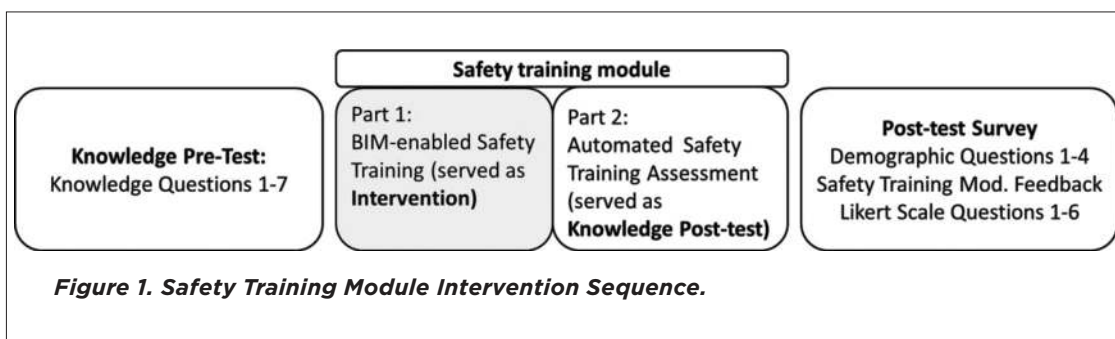 Safety training module
Knowledge Pre-Test:
Knowledge Questions 1-7
Part 1:
BIM-enabled Safety
Training (served as
Intervention)
Part 2:
Automated Safety
Training Assessment
(served as
Knowledge Post-test)
Post-test Survey
Demographic Questions 1-4
Safety Training Mod. Feedback
Likert Scale Questions 1-6
Figure 1. Safety Training Module Intervention Sequence.